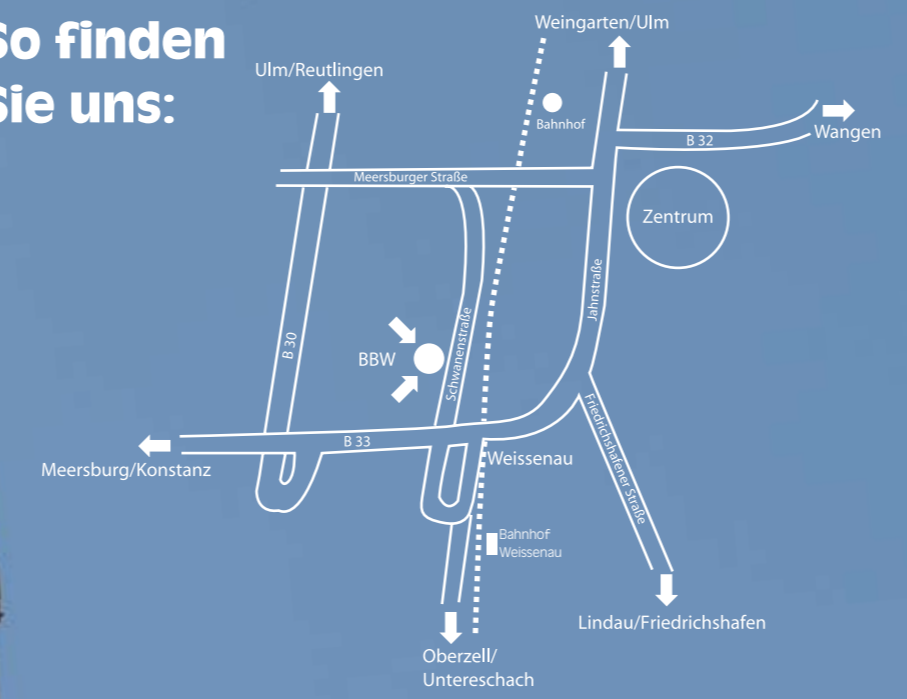 So finden
Sie uns:
Weingarten/Ulm
Ulm/Reutlingen
Bahnhof
B 32
Wangen
Meersburger Straße
Zentrum
Jahnstraße
B 30
BBW
Schwanenstraße
Friedrichshafener Straße
B 33
Meersburg/Konstanz
Weissenau
Bahnhof
Weissenau
Lindau/Friedrichshafen
Oberzell/
Untereschach